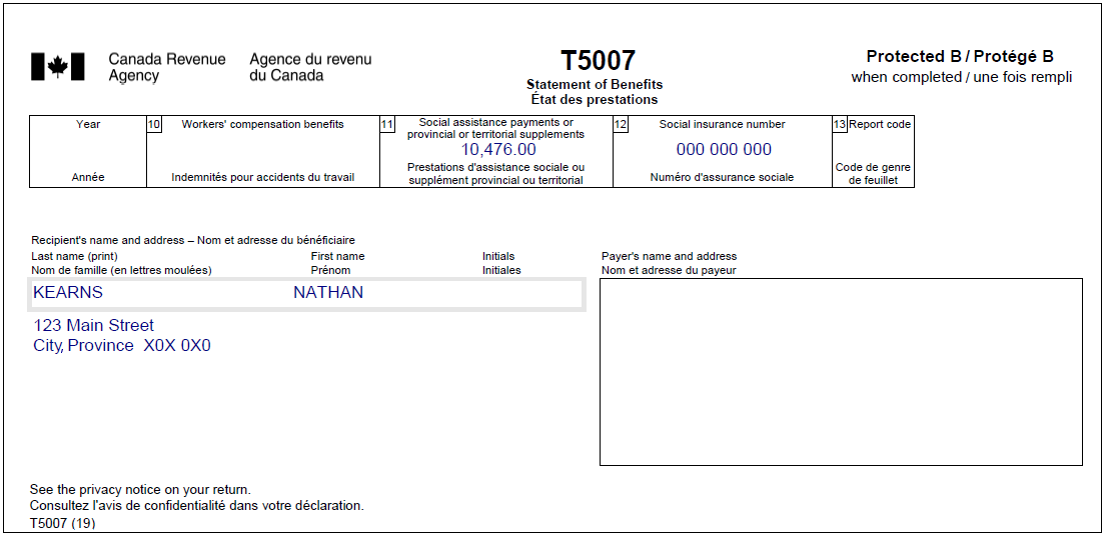 Canada Revenue Agency
Agence du revenu du Canada
T5007
Statement of Benefits
État des prestations
Protected B / Protégé B
when completed / une fois rempli
Year
Année
10 Workers' compensation benefits
Indemnités pour accidents du travail
11 Social assistance payments or
provincial or territorial supplements
10,476.00
Prestations d'assistance sociale ou
supplément provincial ou territorial
12 Social insurance number
000 000 000
Numéro d'assurance sociale
13 Report code
Code de genre
de feuillet
Recipient's name and address – Nom et adresse du bénéficiaire
Last name (print) First name Initials
Nom de famille (en lettres moulées) Prénom Initiales
KEARNS NATHAN
123 Main Street
City, Province X0X 0X0
Payer's name and address
Nom et adresse du payeur
See the privacy notice on your return.
Consultez l'avis de confidentialité dans votre déclaration.
T5007 (19)